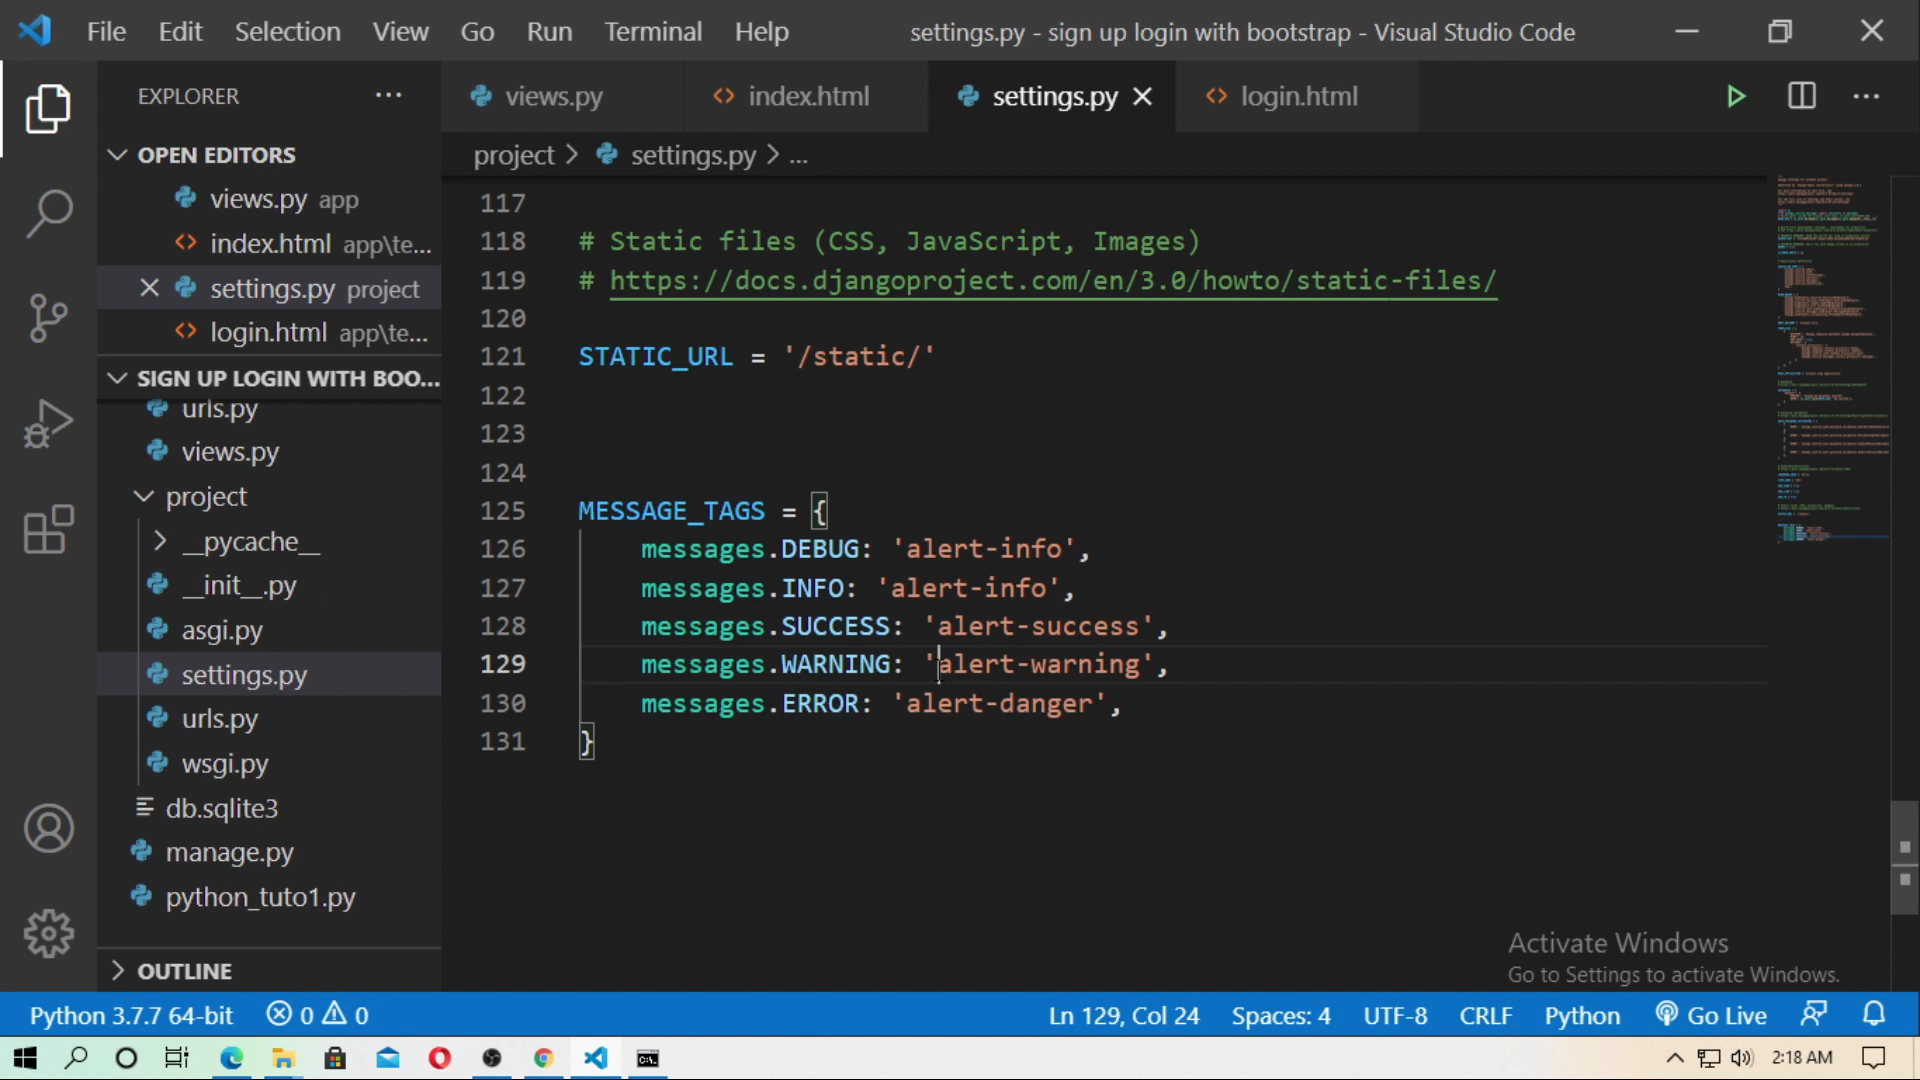 File Edit Selection View Go Run Terminal Help settings.py - sign up login with bootstrap - Visual Studio Code
EXPLORER ...
views.py
index.html
settings.py
login.html
...
OPEN EDITORS
views.py app
index.html app\te...
settings.py project
login.html app\te...
SIGN UP LOGIN WITH BOO...
urls.py
views.py
project
__pycache__
__init__.py
asgi.py
settings.py
urls.py
wsgi.py
db.sqlite3
manage.py
python_tuto1.py
OUTLINE
project > settings.py > ...
117
118 # Static files (CSS, JavaScript, Images)
119 # https://docs.djangoproject.com/en/3.0/howto/static-files/
120
121 STATIC_URL = '/static/'
122
123
124
125 MESSAGE_TAGS = {
126 messages.DEBUG: 'alert-info',
127 messages.INFO: 'alert-info',
128 messages.SUCCESS: 'alert-success',
129 messages.WARNING: 'alert-warning',
130 messages.ERROR: 'alert-danger',
131 }
Activate Windows
Go to Settings to activate Windows.
Python 3.7.7 64-bit 0 0 Ln 129, Col 24 Spaces: 4 UTF-8 CRLF Python Go Live
2:18 AM